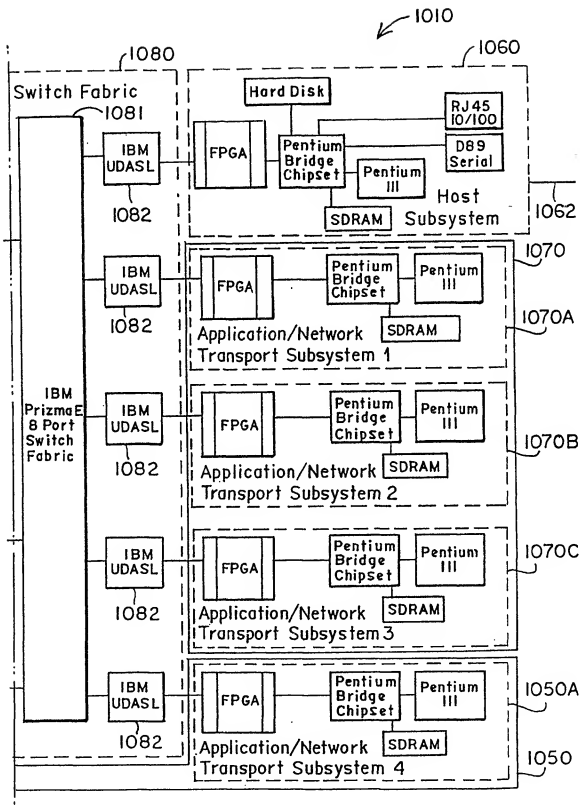 1010
1080
1060
Switch Fabric
1081
Hard Disk
RJ45
10/100
D89
Serial
IBM
UDASL
1082
FPGA
Pentium
Bridge
Chipset
Pentium
III
SDRAM
Host
Subsystem
1062
1070
IBM
UDASL
1082
FPGA
Pentium
Bridge
Chipset
Pentium
III
SDRAM
Application/Network
Transport Subsystem 1
1070A
IBM
PrizmaE
8 Port
Switch
Fabric
IBM
UDASL
1082
FPGA
Pentium
Bridge
Chipset
Pentium
III
SDRAM
Application/Network
Transport Subsystem 2
1070B
IBM
UDASL
1082
FPGA
Pentium
Bridge
Chipset
Pentium
III
SDRAM
Application/Network
Transport Subsystem 3
1070C
IBM
UDASL
1082
FPGA
Pentium
Bridge
Chipset
Pentium
III
SDRAM
Application/Network
Transport Subsystem 4
1050A
1050